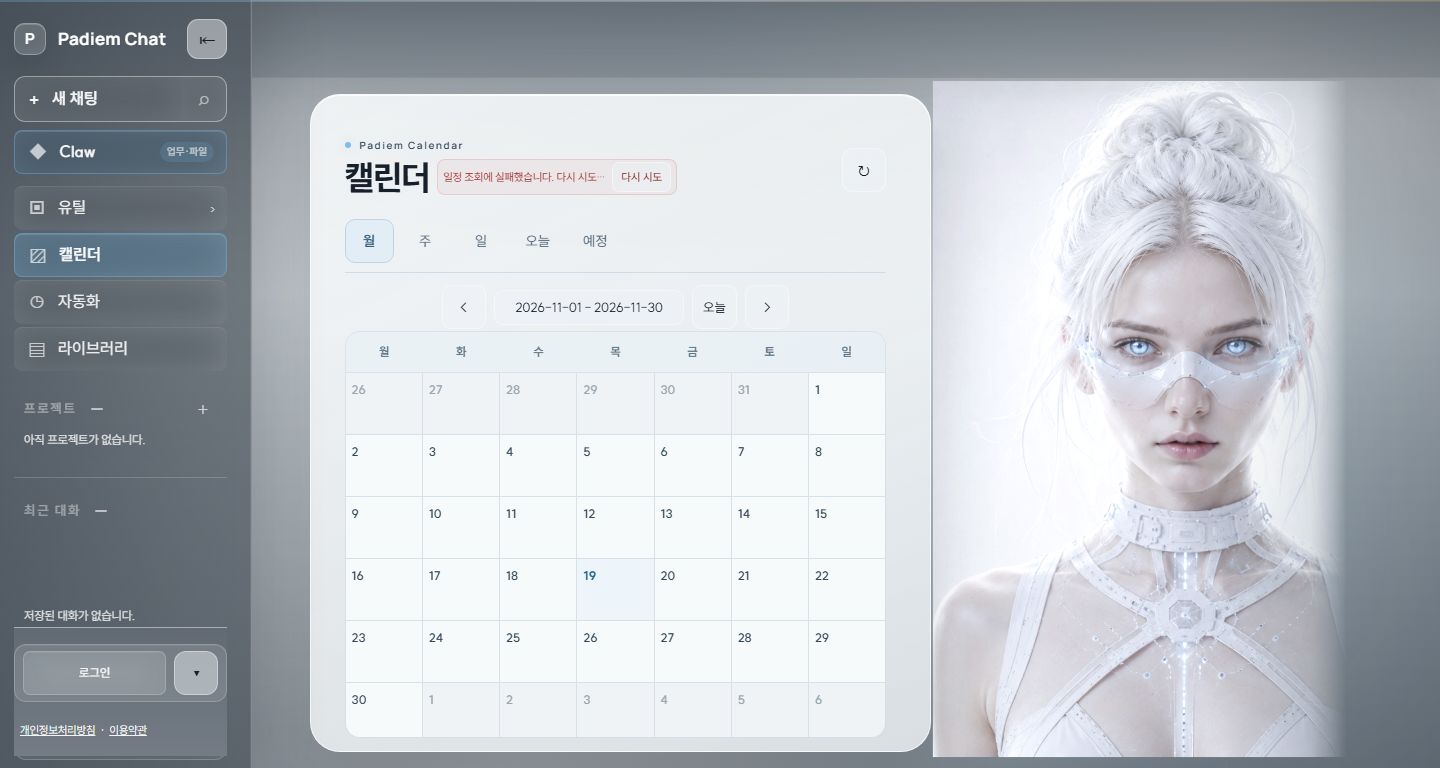 P Padiem Chat
+ 새 채팅
Claw 업무·파일
유틸
캘린더
자동화
라이브러리
프로젝트
아직 프로젝트가 없습니다.
최근 대화
저장된 대화가 없습니다.
로그인
개인정보처리방침 · 이용약관
Padiem Calendar
캘린더 일정 조회에 실패했습니다. 다시 시도… 다시 시도
월 주 일 오늘 예정
2026-11-01 – 2026-11-30 오늘
월 화 수 목 금 토 일
26 27 28 29 30 31 1
2 3 4 5 6 7 8
9 10 11 12 13 14 15
16 17 18 19 20 21 22
23 24 25 26 27 28 29
30 1 2 3 4 5 6